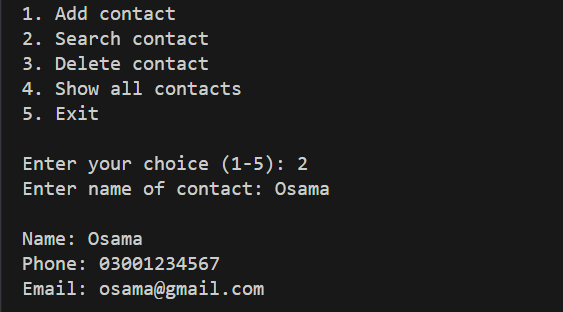 1. Add contact
2. Search contact
3. Delete contact
4. Show all contacts
5. Exit
Enter your choice (1-5): 2
Enter name of contact: Osama
Name: Osama
Phone: 03001234567
Email: osama@gmail.com